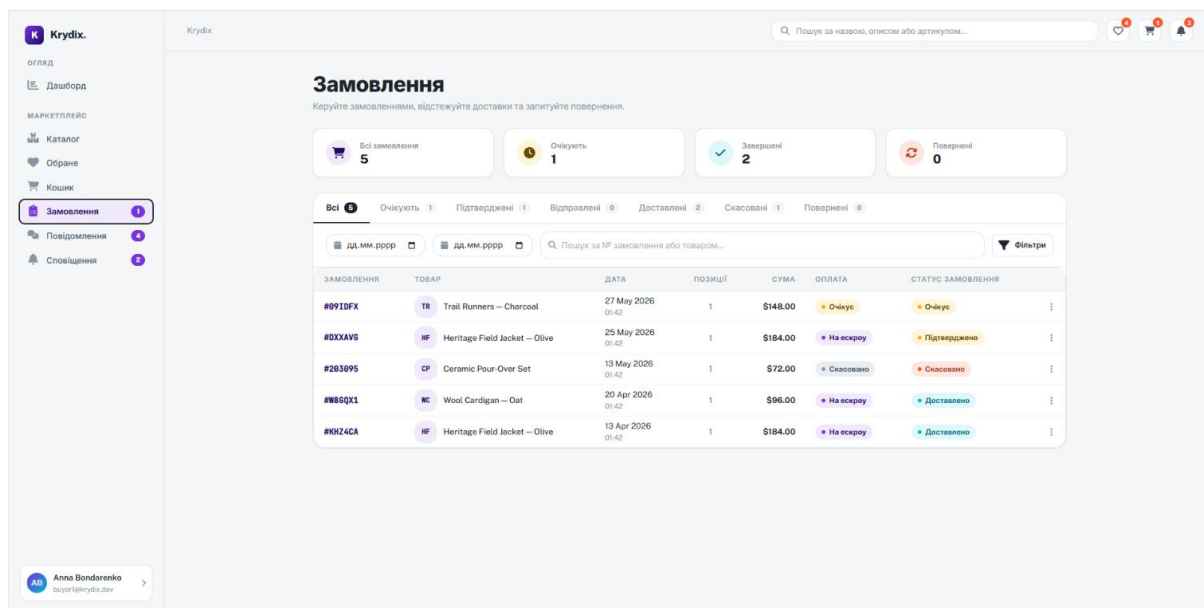 K Krydix.
Krydix
Пошук за назвою, описом або артикулом...
4
1
2
ОГЛЯД
Дашборд
МАРКЕТПЛЕЙС
Каталог
Обране
Кошик
Замовлення 1
Повідомлення 4
Сповіщення 2
Замовлення
Керуйте замовленнями, відстежуйте доставки та запитуйте повернення.
Всі замовлення
5
Очікують
1
Завершені
2
Повернені
0
Всі 5 Очікують 1 Підтверджені 1 Відправлені 0 Доставлені 2 Скасовані 1 Повернені 0
дд.мм.рррр дд.мм.рррр Пошук за № замовлення або товаром... Фільтри
ЗАМОВЛЕННЯ ТОВАР ДАТА ПОЗИЦІЇ СУМА ОПЛАТА СТАТУС ЗАМОВЛЕННЯ
#09IDFX TR Trail Runners — Charcoal 27 May 2026 1 $148.00 Очікує Очікує
01:42
#DXXAVG HF Heritage Field Jacket — Olive 25 May 2026 1 $184.00 На ескроу Підтверджено
01:42
#203095 CP Ceramic Pour-Over Set 13 May 2026 1 $72.00 Скасовано Скасовано
01:42
#W86QX1 WC Wool Cardigan — Oat 20 Apr 2026 1 $96.00 На ескроу Доставлено
01:42
#KHZ4CA HF Heritage Field Jacket — Olive 13 Apr 2026 1 $184.00 На ескроу Доставлено
01:42
AB Anna Bondarenko
buyer1@krydix.dev